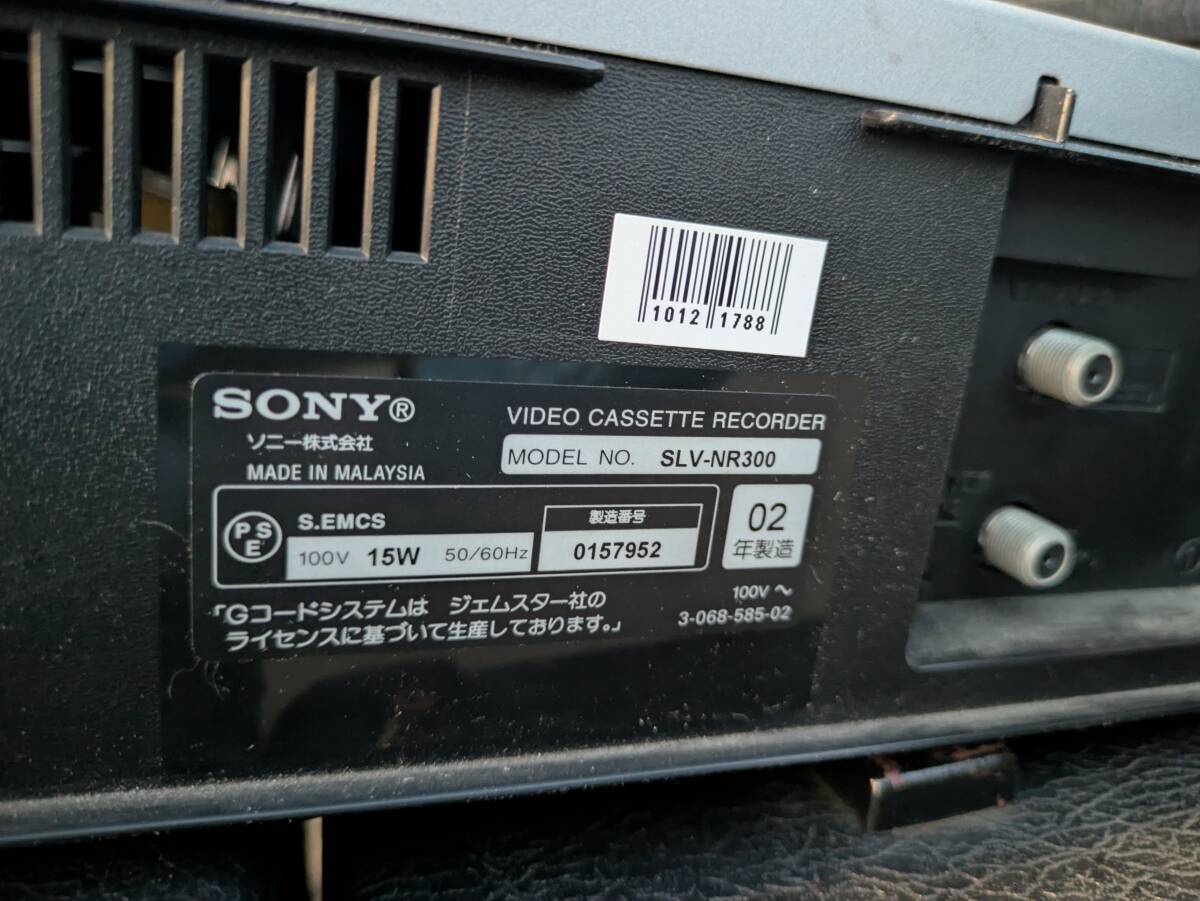 1012 1788
SONY®
ソニー株式会社
MADE IN MALAYSIA
VIDEO CASSETTE RECORDER
MODEL NO. SLV-NR300
PSE
S.EMCS
100V 15W 50/60Hz
製造番号
0157952
02
年製造
「Gコードシステムは ジェムスター社の
ライセンスに基づいて生産しております。」
100V ～
3-068-585-02